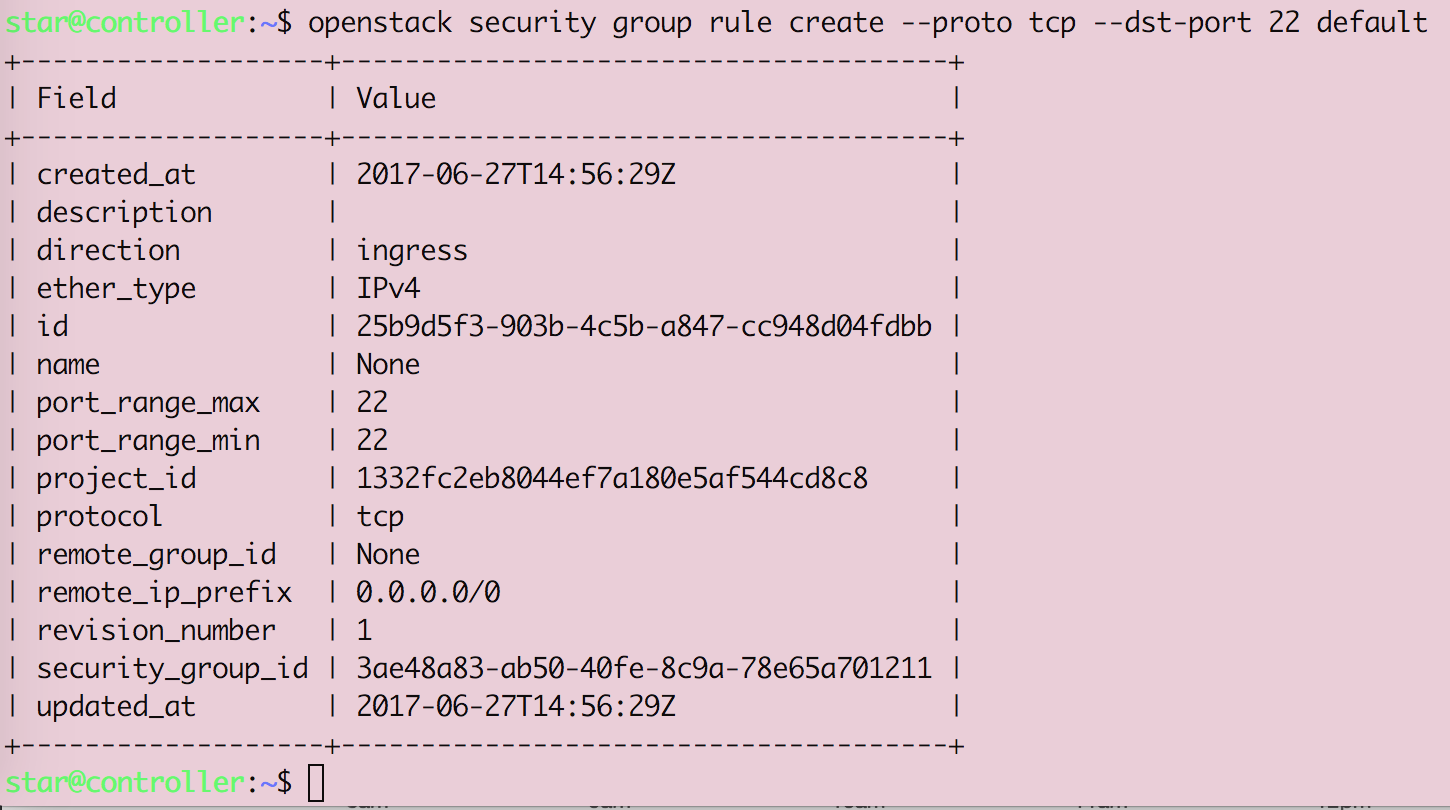 star@controller:~$ openstack security group rule create --proto tcp --dst-port 22 default
+-------------------+--------------------------------------+
| Field             | Value                                |
+-------------------+--------------------------------------+
| created_at        | 2017-06-27T14:56:29Z                 |
| description       |                                      |
| direction         | ingress                              |
| ether_type        | IPv4                                 |
| id                | 25b9d5f3-903b-4c5b-a847-cc948d04fdbb |
| name              | None                                 |
| port_range_max    | 22                                   |
| port_range_min    | 22                                   |
| project_id        | 1332fc2eb8044ef7a180e5af544cd8c8     |
| protocol          | tcp                                  |
| remote_group_id   | None                                 |
| remote_ip_prefix  | 0.0.0.0/0                            |
| revision_number   | 1                                    |
| security_group_id | 3ae48a83-ab50-40fe-8c9a-78e65a701211 |
| updated_at        | 2017-06-27T14:56:29Z                 |
+-------------------+--------------------------------------+
star@controller:~$